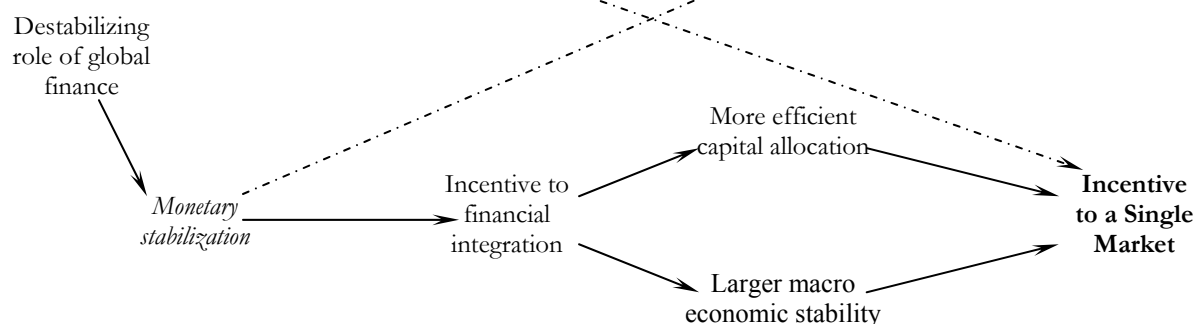 Destabilizing
role of global
finance
Monetary
stabilization
Incentive to
financial
integration
More efficient
capital allocation
Larger macro
economic stability
Incentive
to a Single
Market